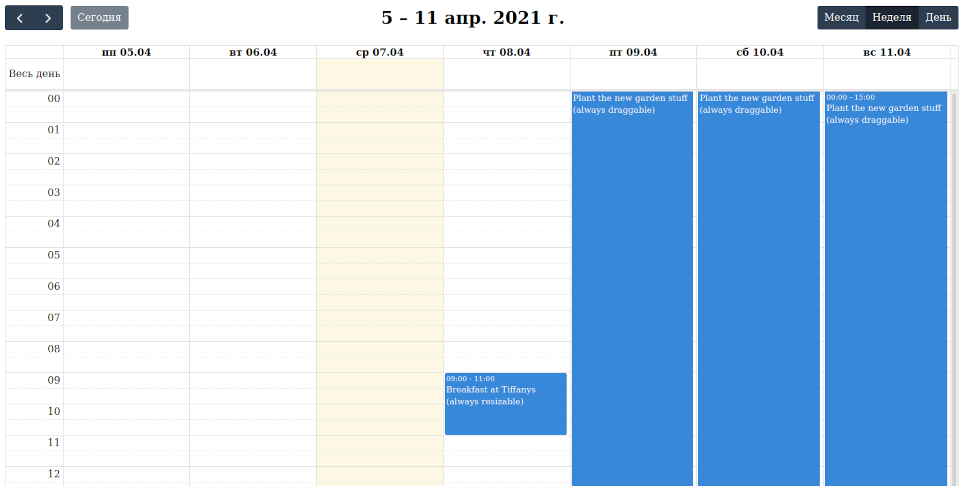 Сегодня
5 – 11 апр. 2021 г.
Месяц Неделя День
пн 05.04 вт 06.04 ср 07.04 чт 08.04 пт 09.04 сб 10.04 вс 11.04
Весь день
00
01
02
03
04
05
06
07
08
09
10
11
12
09:00 - 11:00
Breakfast at Tiffanys
(always resizable)
Plant the new garden stuff
(always draggable)
Plant the new garden stuff
(always draggable)
00:00 - 15:00
Plant the new garden stuff
(always draggable)